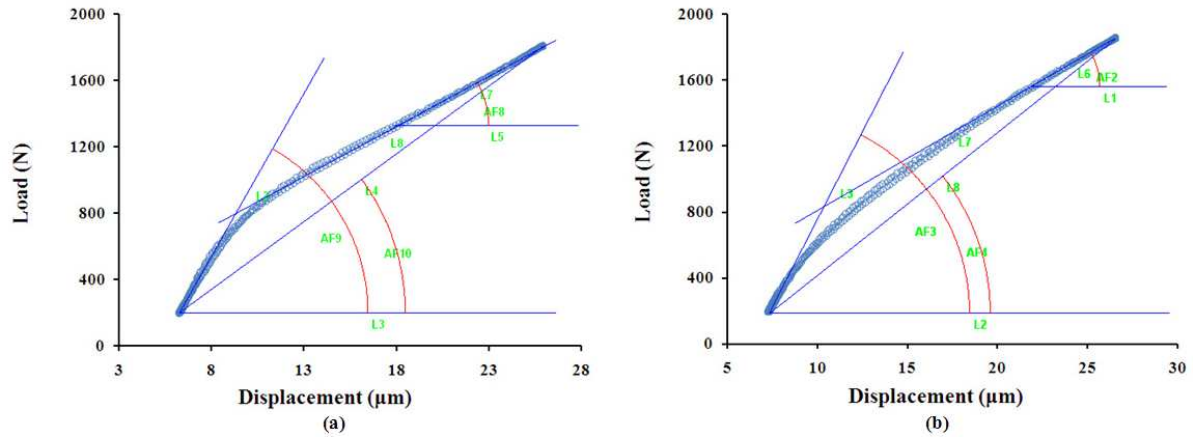 2000
1600
1200
800
400
0
Load (N)
3 8 13 18 23 28
Displacement (µm)
(a)
L7
AF8
L5
L8
L4
AF9
AF10
L3
2000
1600
1200
800
400
0
Load (N)
5 10 15 20 25 30
Displacement (µm)
(b)
L6
AF2
L1
L7
L3
L8
AF3
L2